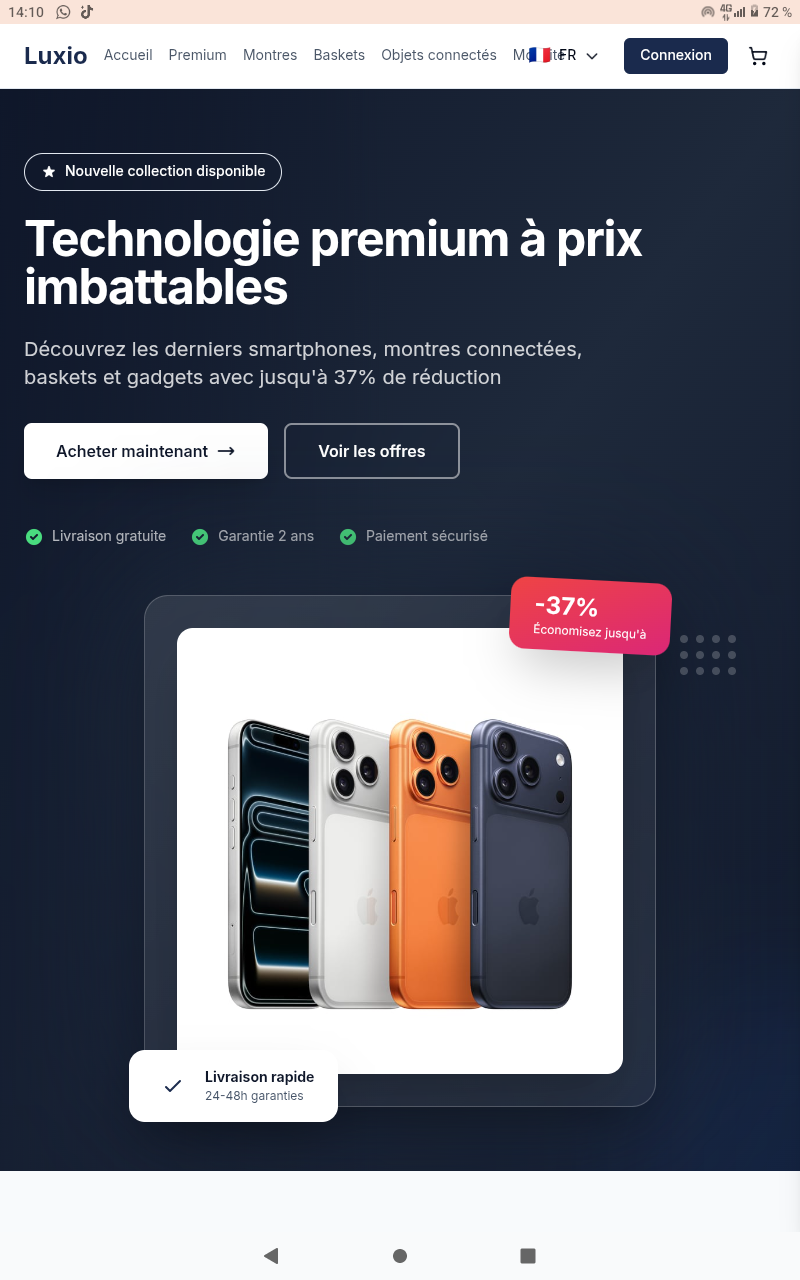 14:10 4G 72 %
Luxio Accueil Premium Montres Baskets Objets connectés FR Connexion
Nouvelle collection disponible
Technologie premium à prix
imbattables
Découvrez les derniers smartphones, montres connectées,
baskets et gadgets avec jusqu'à 37% de réduction
Acheter maintenant → Voir les offres
Livraison gratuite Garantie 2 ans Paiement sécurisé
-37%
Économisez jusqu'à
Livraison rapide
24-48h garanties